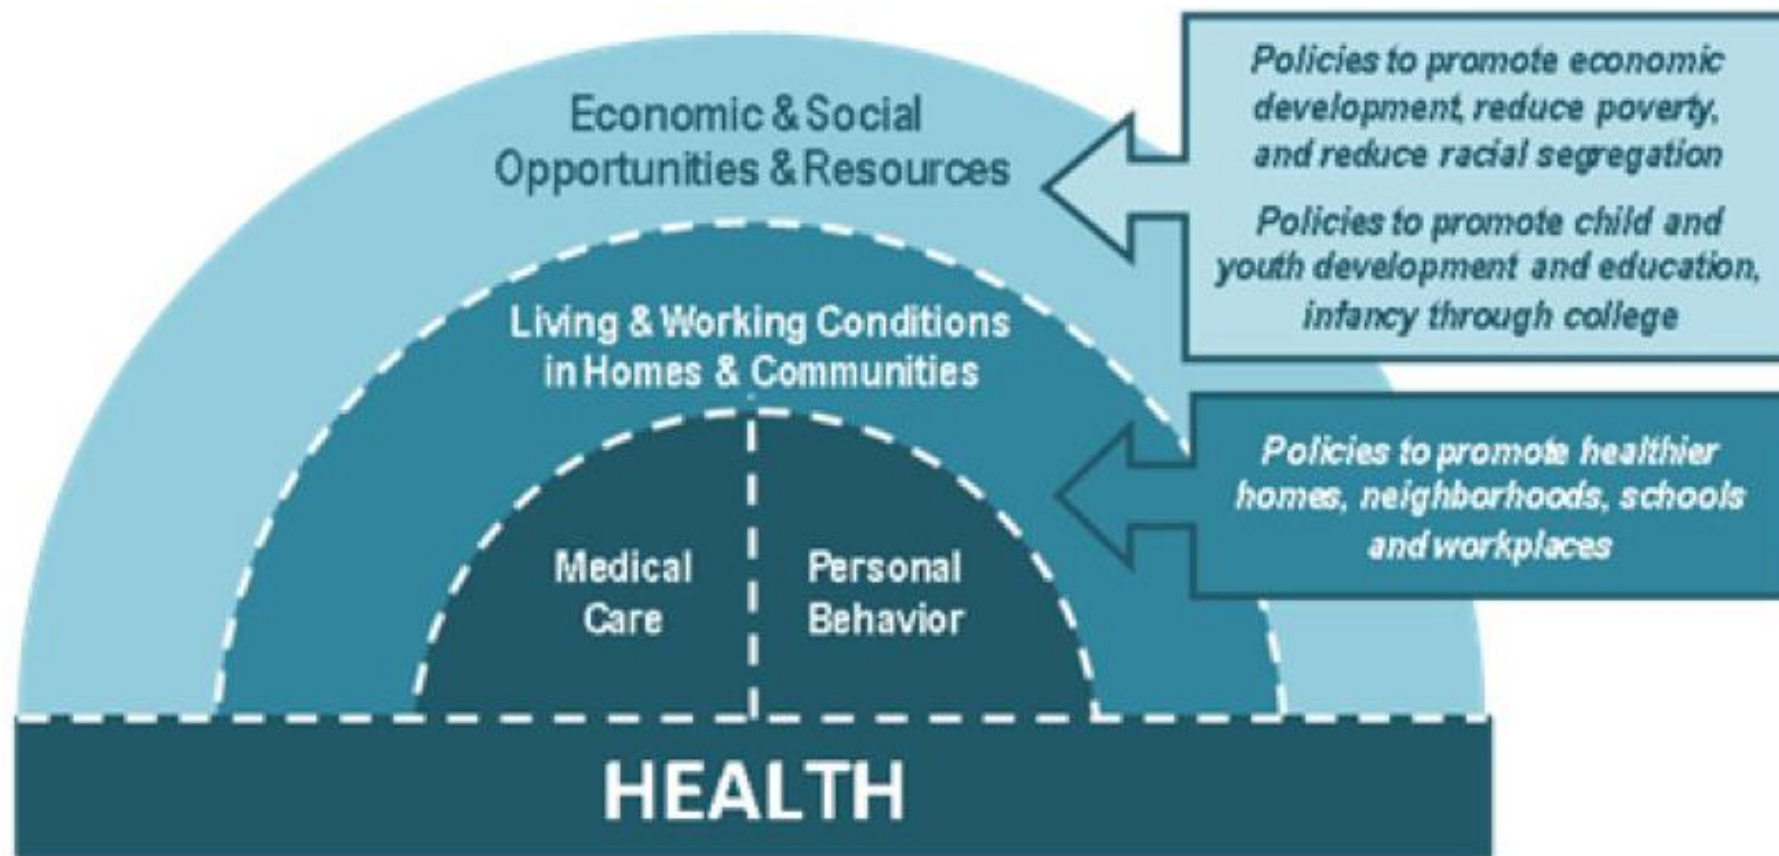 Economic & Social
Opportunities & Resources
Living & Working Conditions
in Homes & Communities
Medical
Care
Personal
Behavior
HEALTH
Policies to promote economic
development, reduce poverty,
and reduce racial segregation
Policies to promote child and
youth development and education,
infancy through college
Policies to promote healthier
homes, neighborhoods, schools
and workplaces